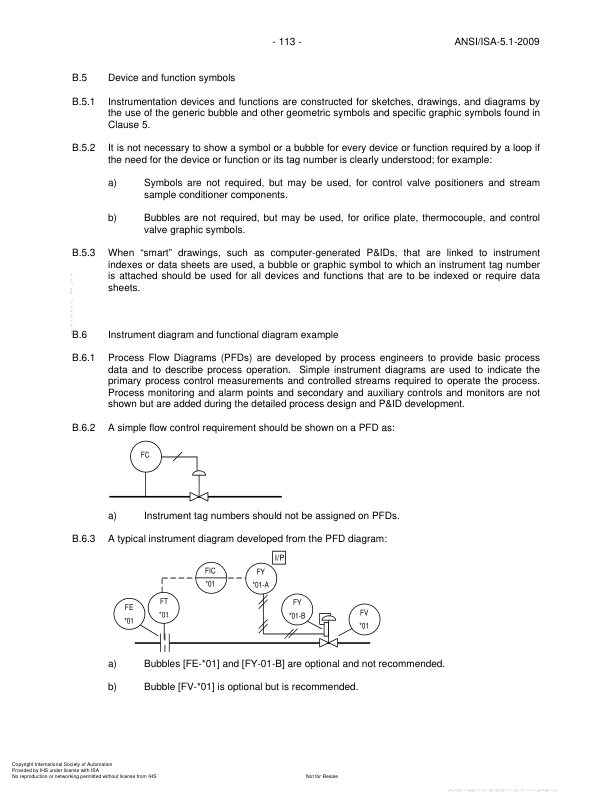 - 113 -
ANSI/ISA-5.1-2009
B.5 Device and function symbols
B.5.1 Instrumentation devices and functions are constructed for sketches, drawings, and diagrams by
the use of the generic bubble and other geometric symbols and specific graphic symbols found in
Clause 5.
B.5.2 It is not necessary to show a symbol or a bubble for every device or function required by a loop if
the need for the device or function or its tag number is clearly understood; for example:
a) Symbols are not required, but may be used, for control valve positioners and stream
sample conditioner components.
b) Bubbles are not required, but may be used, for orifice plate, thermocouple, and control
valve graphic symbols.
B.5.3 When “smart” drawings, such as computer-generated P&IDs, that are linked to instrument
indexes or data sheets are used, a bubble or graphic symbol to which an instrument tag number
is attached should be used for all devices and functions that are to be indexed or require data
sheets.
B.6 Instrument diagram and functional diagram example
B.6.1 Process Flow Diagrams (PFDs) are developed by process engineers to provide basic process
data and to describe process operation. Simple instrument diagrams are used to indicate the
primary process control measurements and controlled streams required to operate the process.
Process monitoring and alarm points and secondary and auxiliary controls and monitors are not
shown but are added during the detailed process design and P&ID development.
B.6.2 A simple flow control requirement should be shown on a PFD as:
FC
a) Instrument tag numbers should not be assigned on PFDs.
B.6.3 A typical instrument diagram developed from the PFD diagram:
I/P
FIC
*01
FY
*01-A
FE
*01
FT
*01
FY
*01-B
FV
*01
a) Bubbles [FE-*01] and [FY-01-B] are optional and not recommended.
b) Bubble [FV-*01] is optional but is recommended.
Copyright International Society of Automation
Provided by IHS under license with ISA
No reproduction or networking permitted without license from IHS
Not for Resale